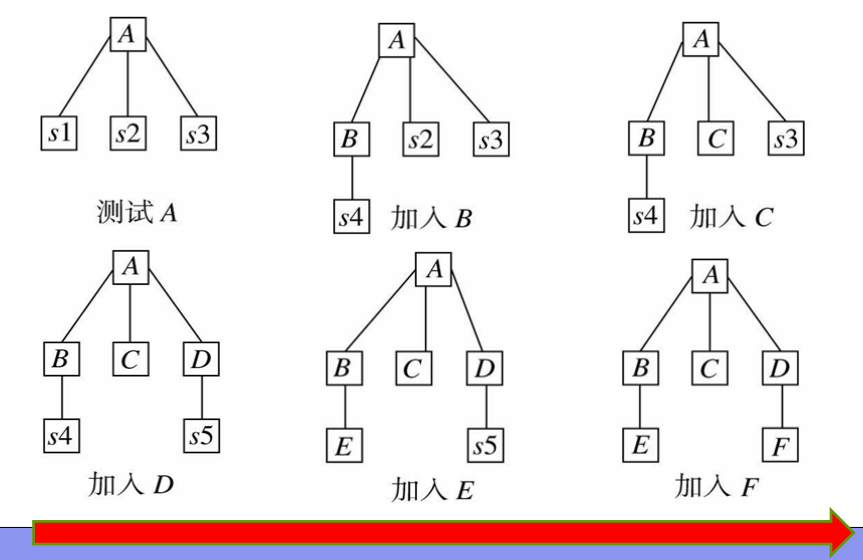 A
s1 s2 s3
测试 A
A
B s2 s3
s4
加入 B
A
B C s3
s4
加入 C
A
B C D
s4 s5
加入 D
A
B C D
E s5
加入 E
A
B C D
E F
加入 F